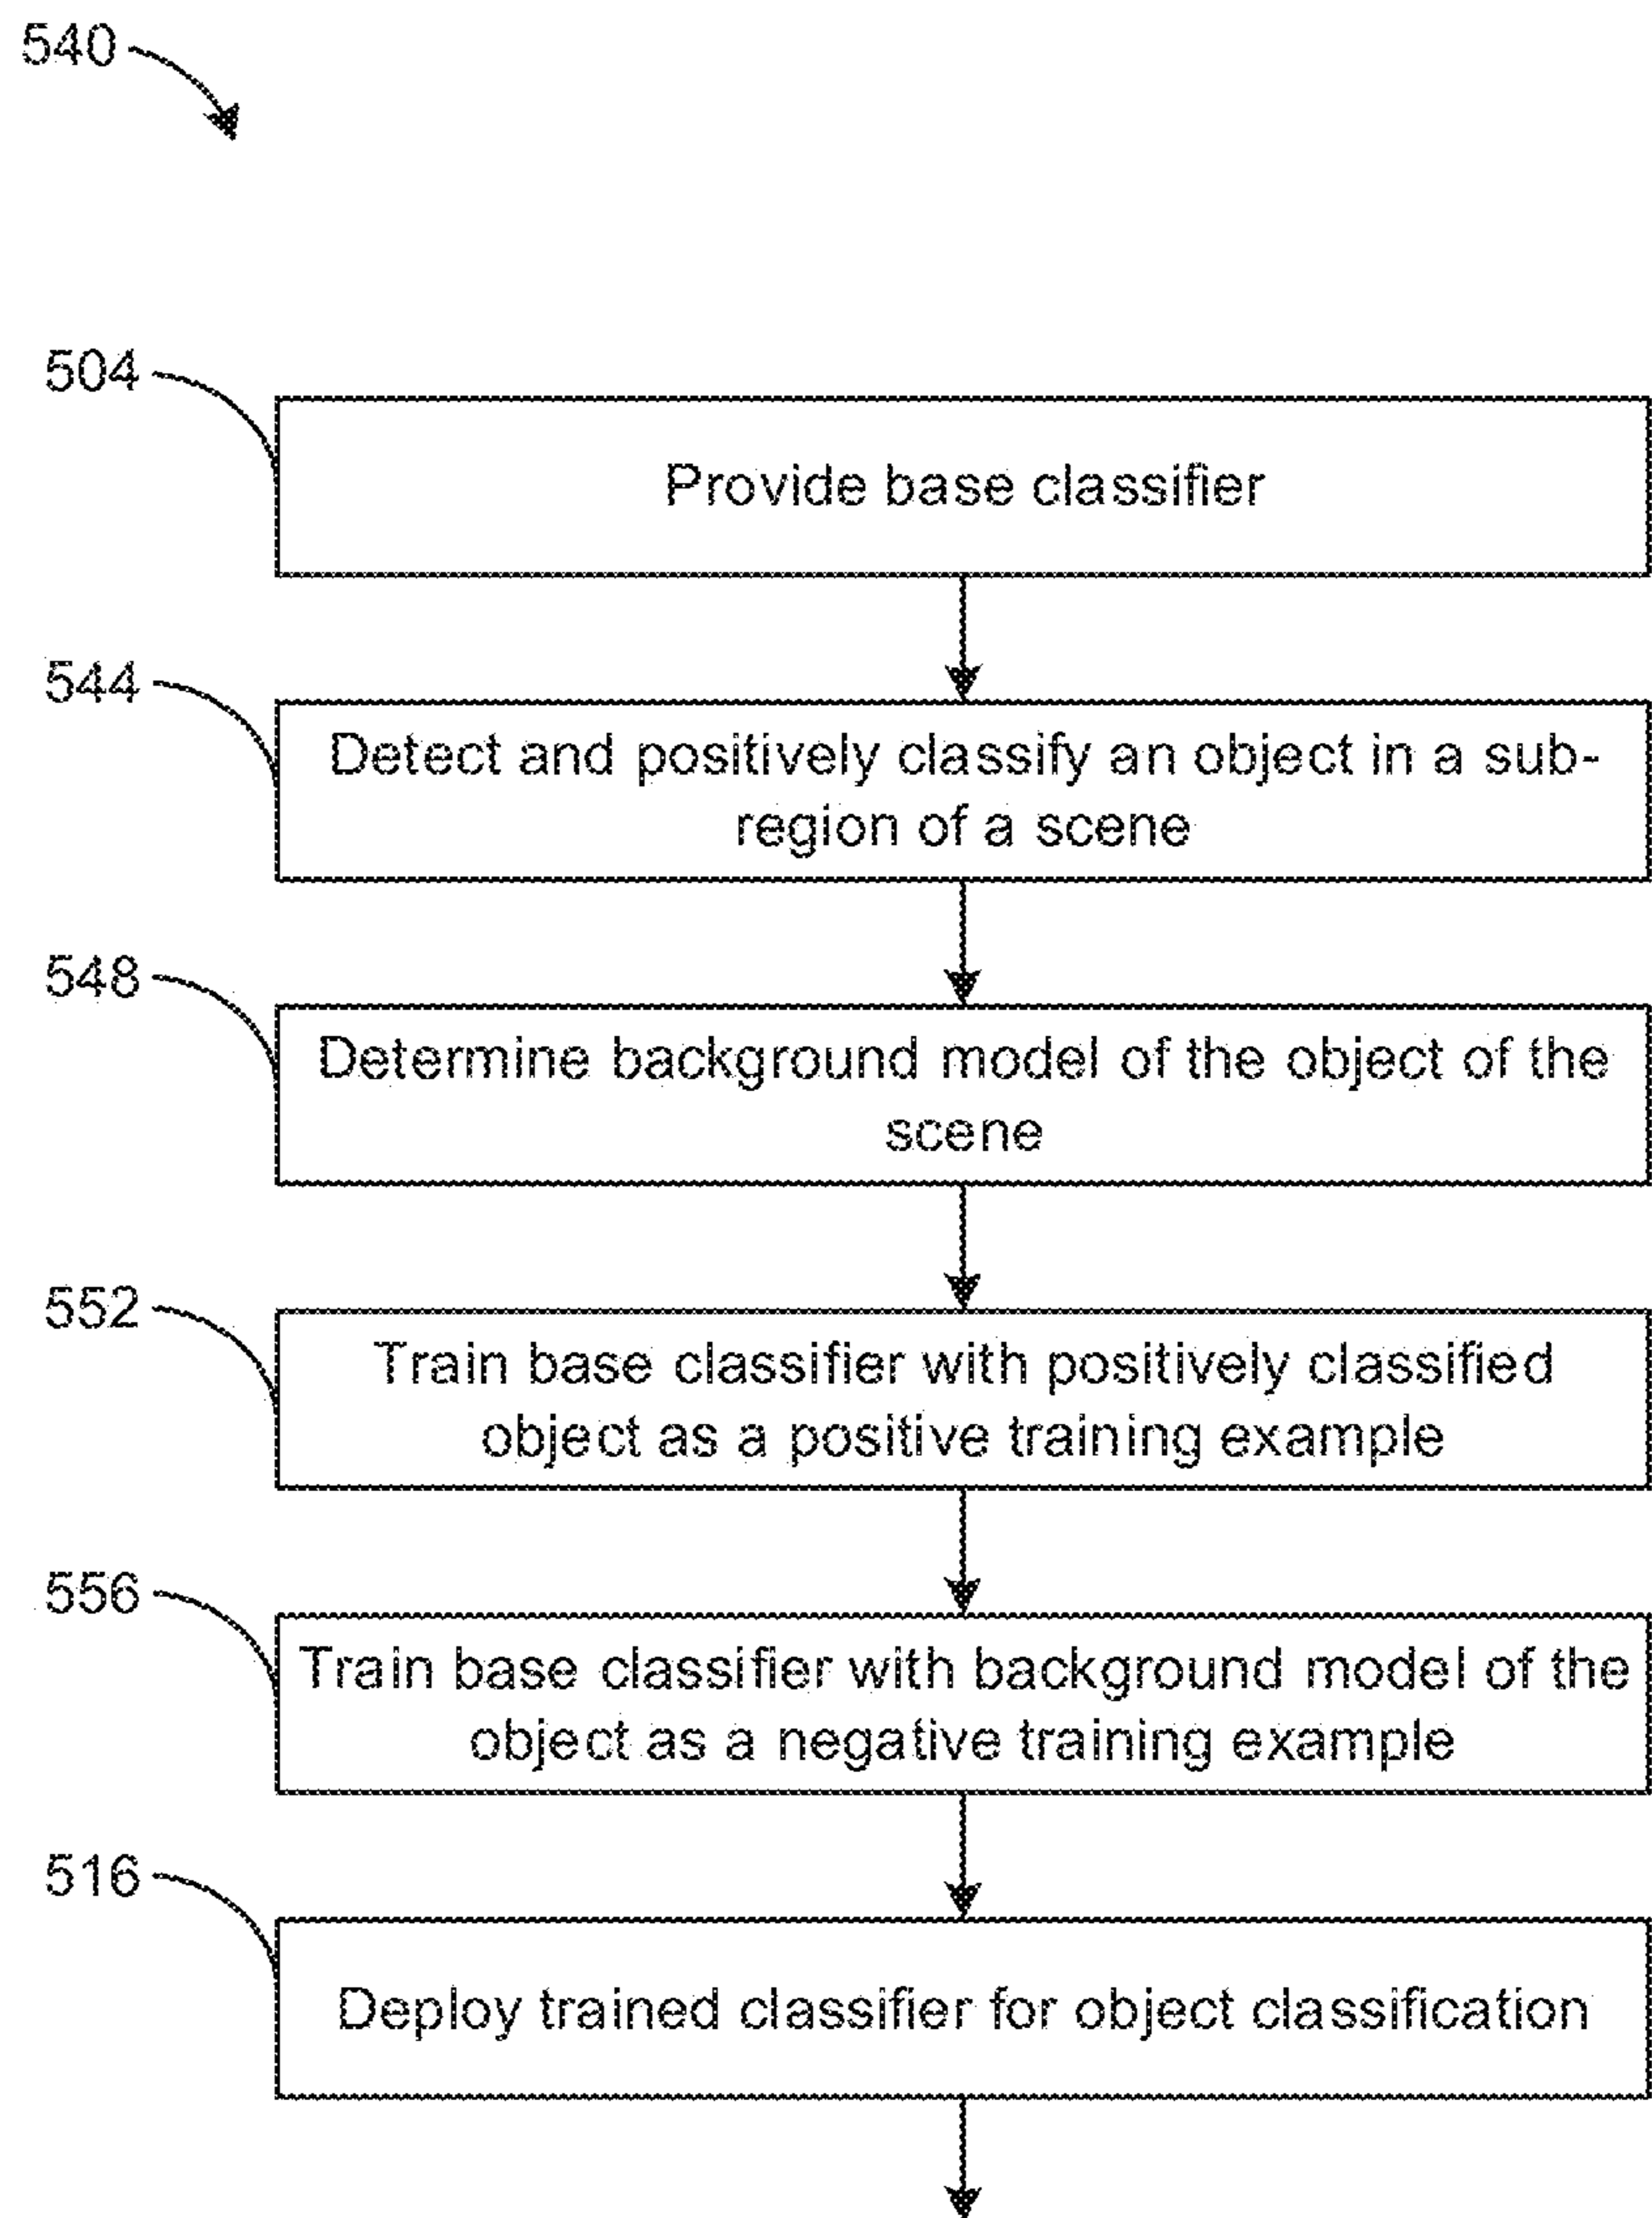 540
504
Provide base classifier
544
Detect and positively classify an object in a sub-
region of a scene
548
Determine background model of the object of the
scene
552
Train base classifier with positively classified
object as a positive training example
556
Train base classifier with background model of the
object as a negative training example
516
Deploy trained classifier for object classification